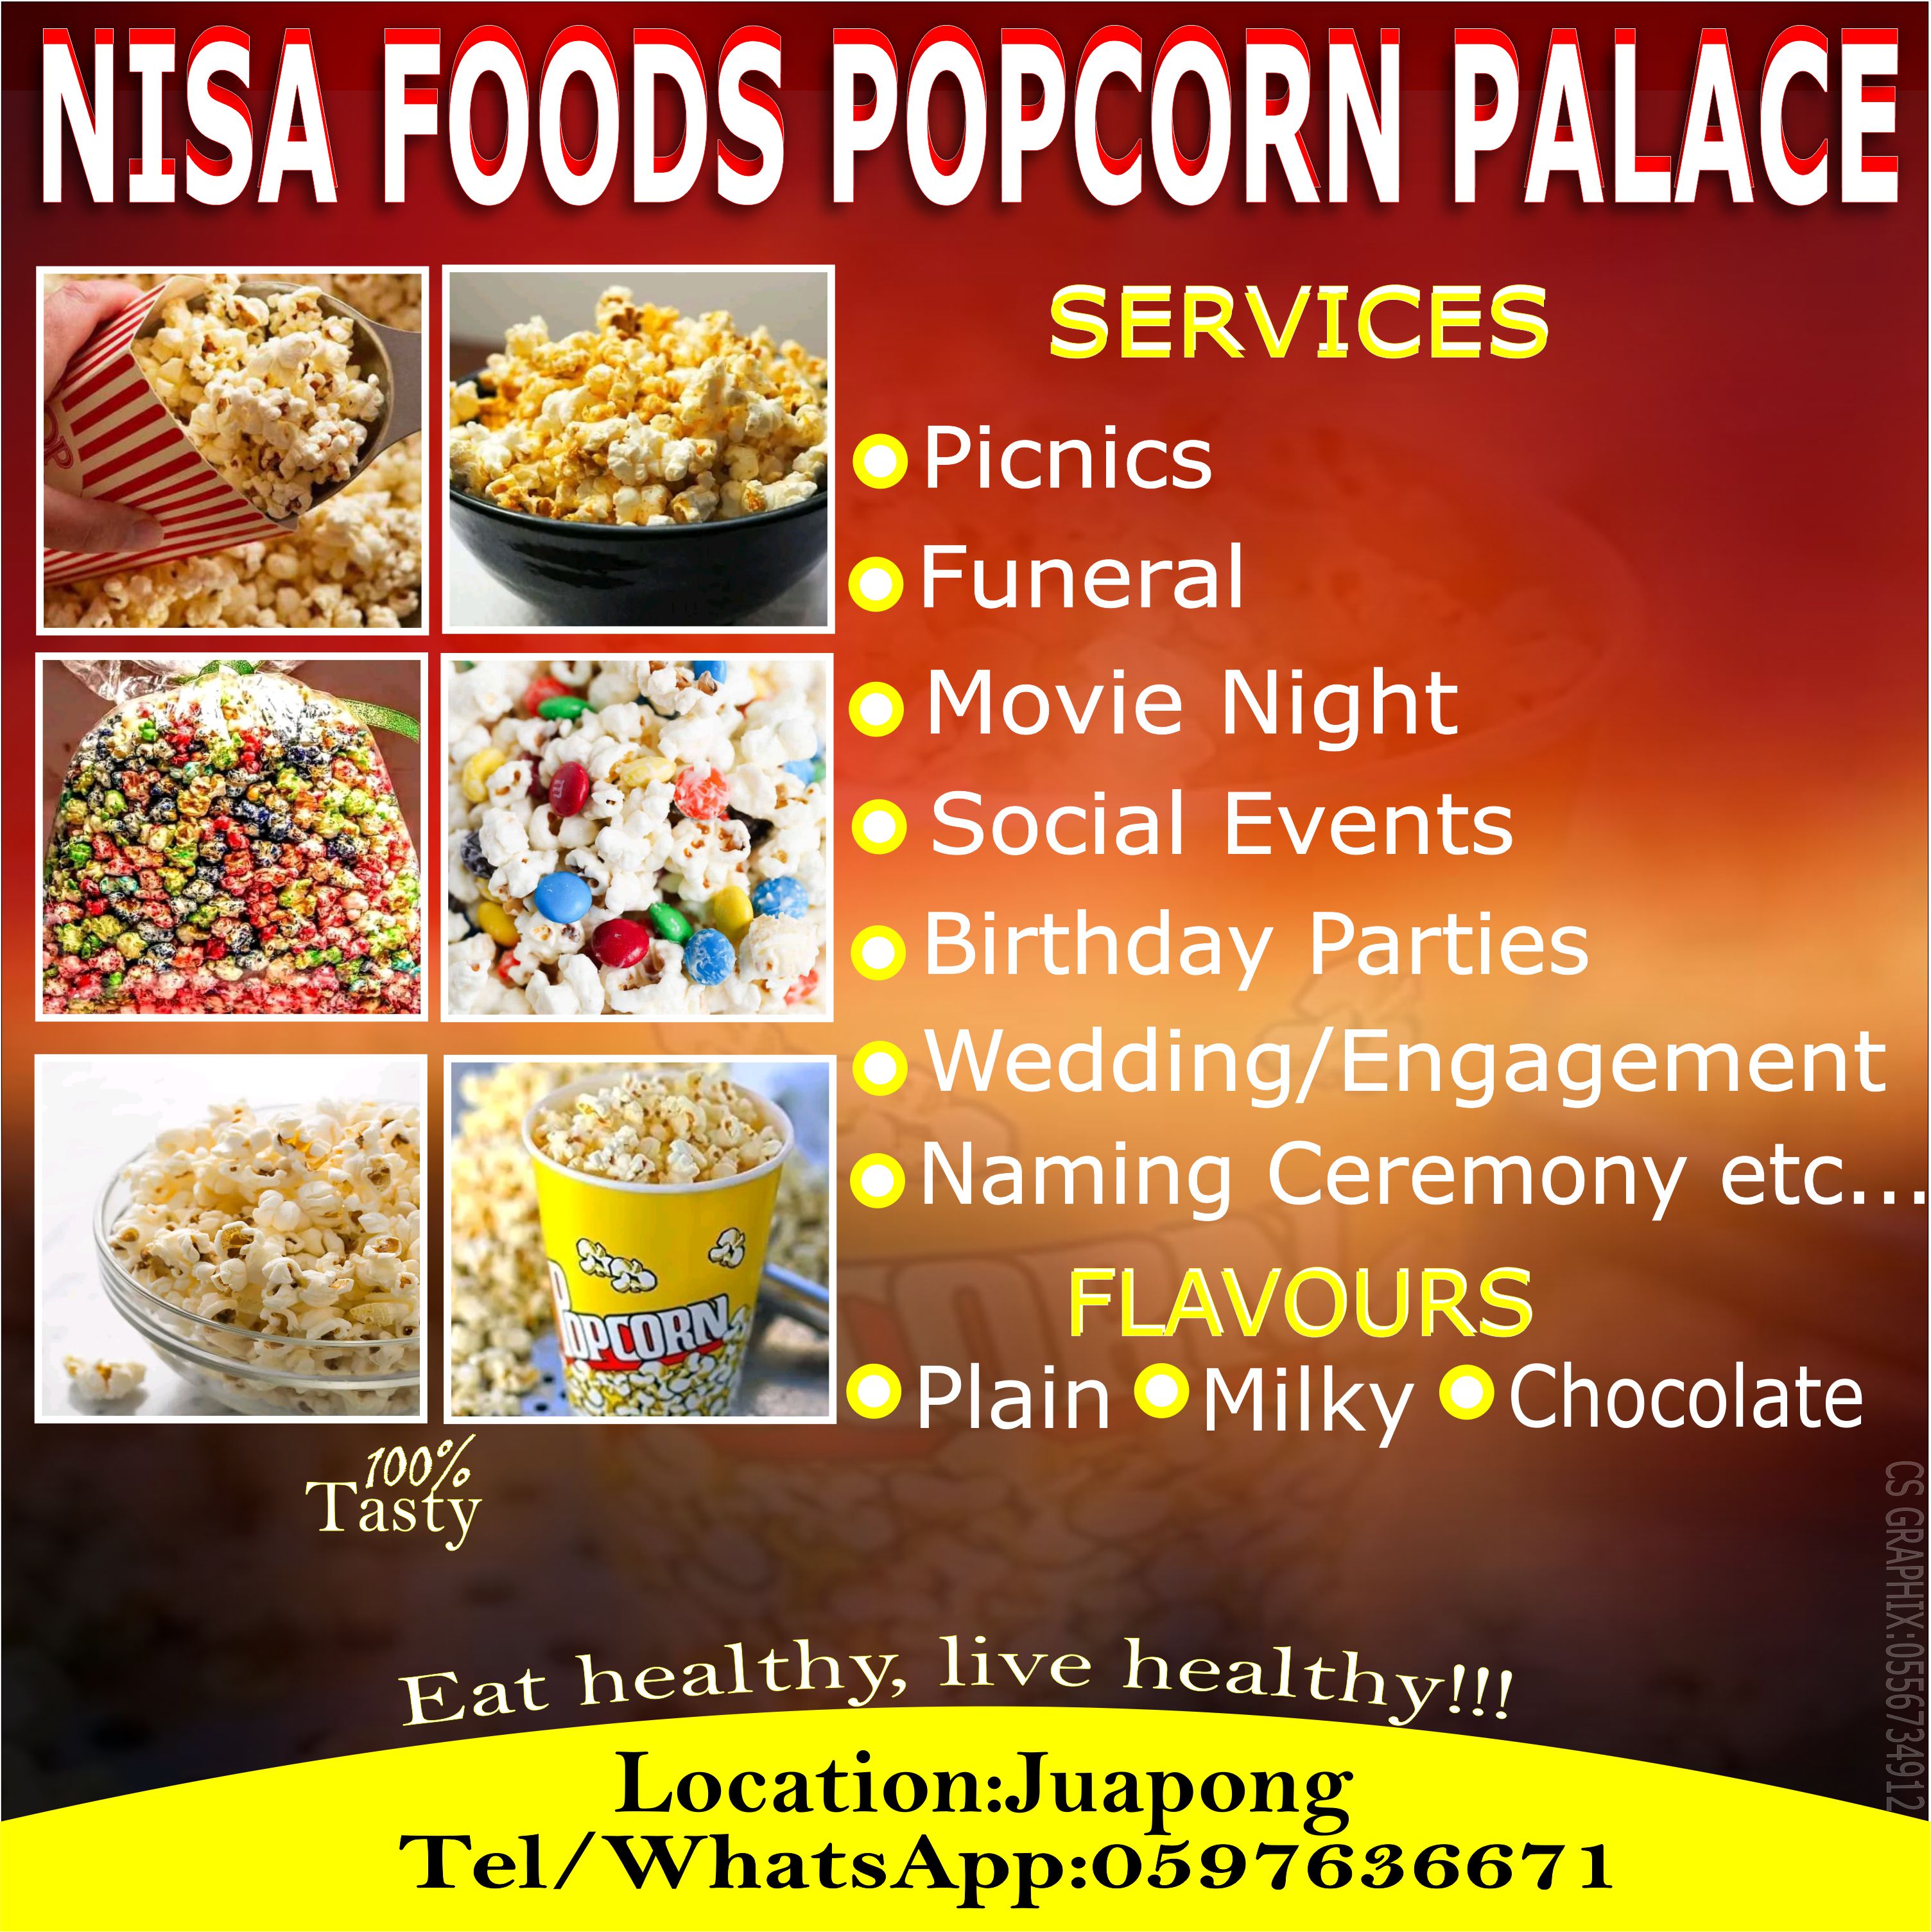 NISA FOODS POPCORN PALACE
SERVICES
Picnics
Funeral
Movie Night
Social Events
Birthday Parties
Wedding/Engagement
Naming Ceremony etc...
FLAVOURS
Plain Milky Chocolate
POPCORN
100%
Tasty
Eat healthy, live healthy!!!
Location:Juapong
Tel/WhatsApp:0597636671
CS GRAPHIX:0556734912